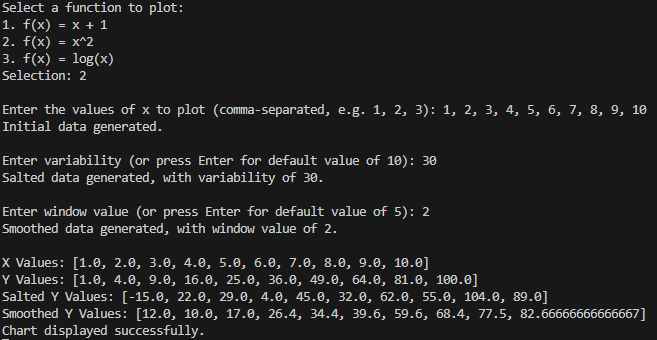 Select a function to plot:
1. f(x) = x + 1
2. f(x) = x^2
3. f(x) = log(x)
Selection: 2
Enter the values of x to plot (comma-separated, e.g. 1, 2, 3): 1, 2, 3, 4, 5, 6, 7, 8, 9, 10
Initial data generated.
Enter variability (or press Enter for default value of 10): 30
Salted data generated, with variability of 30.
Enter window value (or press Enter for default value of 5): 2
Smoothed data generated, with window value of 2.
X Values: [1.0, 2.0, 3.0, 4.0, 5.0, 6.0, 7.0, 8.0, 9.0, 10.0]
Y Values: [1.0, 4.0, 9.0, 16.0, 25.0, 36.0, 49.0, 64.0, 81.0, 100.0]
Salted Y Values: [-15.0, 22.0, 29.0, 4.0, 45.0, 32.0, 62.0, 55.0, 104.0, 89.0]
Smoothed Y Values: [12.0, 10.0, 17.0, 26.4, 34.4, 39.6, 59.6, 68.4, 77.5, 82.66666666666667]
Chart displayed successfully.